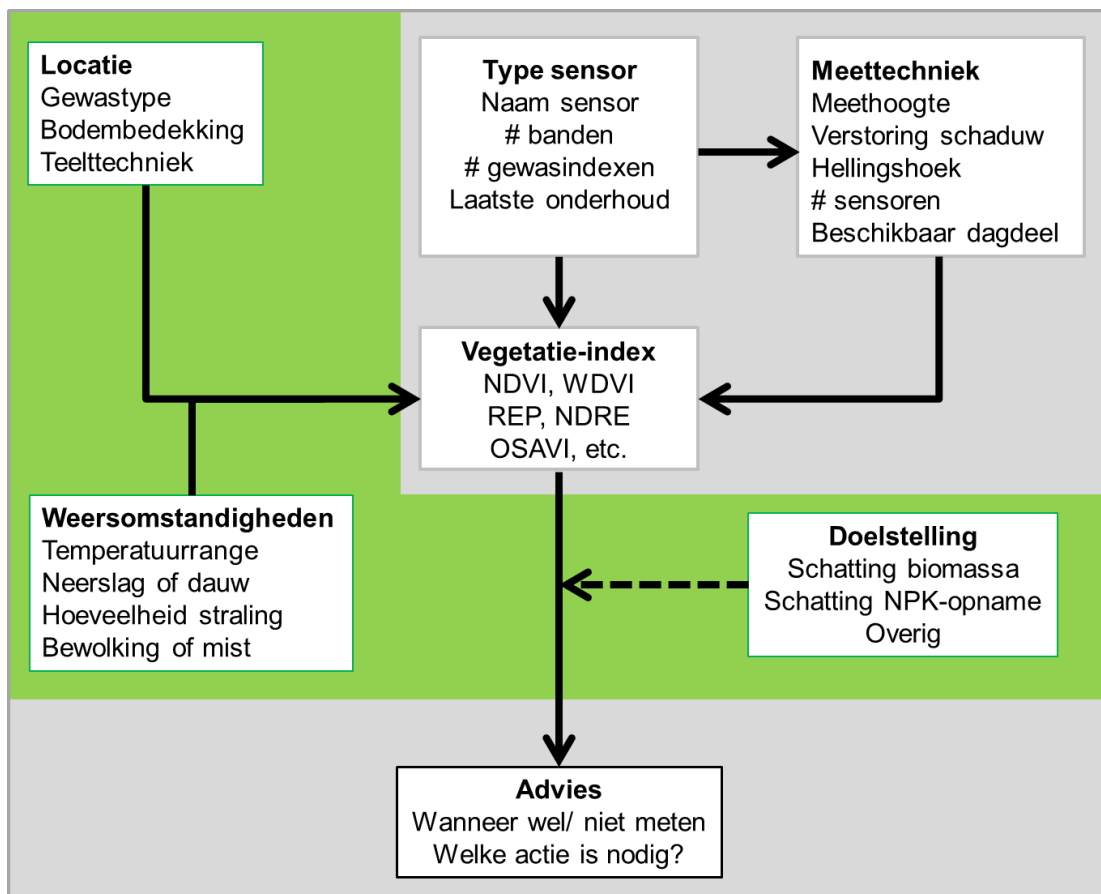 Locatie
Gewastype
Bodembedekking
Teelttechniek
Type sensor
Naam sensor
# banden
# gewasindexen
Laatste onderhoud
Meettechniek
Meethoogte
Verstoring schaduw
Hellingshoek
# sensoren
Beschikbaar dagdeel
Vegetatie-index
NDVI, WDVI
REP, NDRE
OSAVI, etc.
Weersomstandigheden
Temperatuurrange
Neerslag of dauw
Hoeveelheid straling
Bewolking of mist
Doelstelling
Schatting biomassa
Schatting NPK-opname
Overig
Advies
Wanneer wel/ niet meten
Welke actie is nodig?